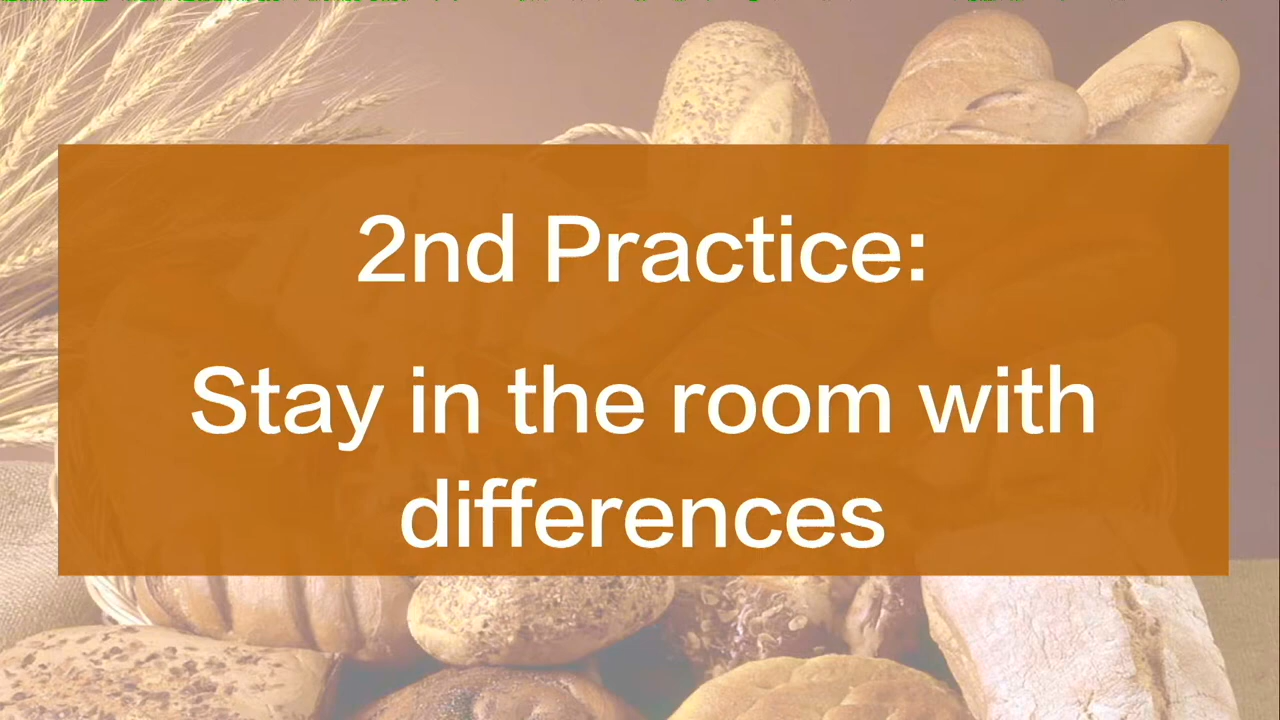 2nd Practice:
Stay in the room with
differences